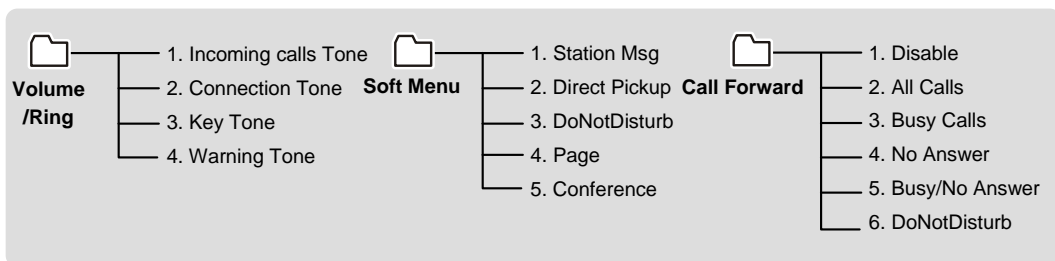 Volume
/Ring
1. Incoming calls Tone
2. Connection Tone
3. Key Tone
4. Warning Tone
Soft Menu
1. Station Msg
2. Direct Pickup
3. DoNotDisturb
4. Page
5. Conference
Call Forward
1. Disable
2. All Calls
3. Busy Calls
4. No Answer
5. Busy/No Answer
6. DoNotDisturb